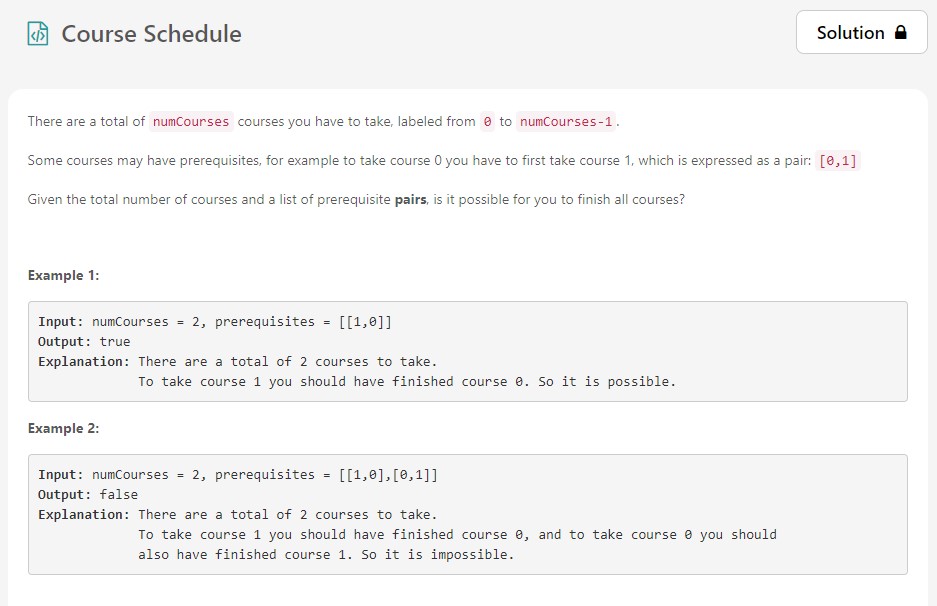 Course Schedule
Solution
There are a total of numCourses courses you have to take, labeled from 0 to numCourses-1.
Some courses may have prerequisites, for example to take course 0 you have to first take course 1, which is expressed as a pair: [0,1]
Given the total number of courses and a list of prerequisite pairs, is it possible for you to finish all courses?
Example 1:
Input: numCourses = 2, prerequisites = [[1,0]]
Output: true
Explanation: There are a total of 2 courses to take.
To take course 1 you should have finished course 0. So it is possible.
Example 2:
Input: numCourses = 2, prerequisites = [[1,0],[0,1]]
Output: false
Explanation: There are a total of 2 courses to take.
To take course 1 you should have finished course 0, and to take course 0 you should
also have finished course 1. So it is impossible.